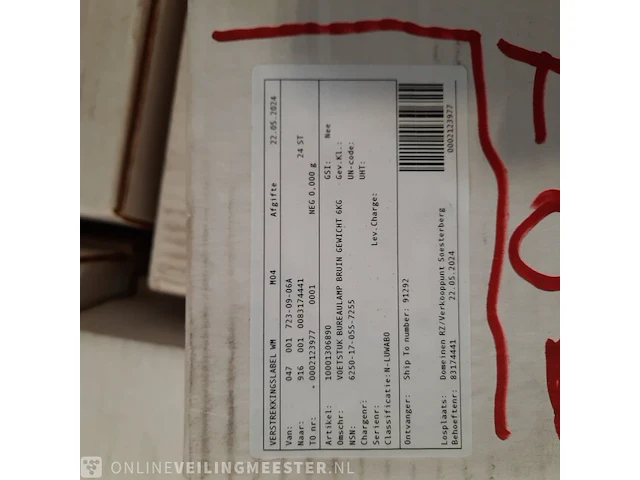 VERSTREKKINGSLABEL WM M04 Afgifte 22.05.2024
Van: 047 001 723-09-06A
Naar: 916 001 0083174441 24 ST
TO nr: - 0002123977 0001 NEG 0.000 g
Artikel: 10001306890 GSI: Nee
Omschr: VOETSTUK BUREAULAMP BRUIN GEWICHT 6KG Gev.Kl.:
NSN: 6250-17-055-7255 UN-code:
Chargenr: UHT:
Serienr: Lev.Charge:
Classificatie: N-LUWABO
Ontvanger: Ship To number: 91292
Losplaats: Domeinen RZ/Verkooppunt Soesterberg
Behoeftenr: 83174441 22.05.2024
0002123977
T
O
ONLINEVEILINGMEESTER.NL